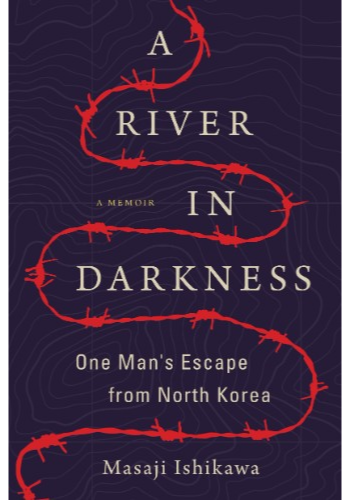 A
RIVER
A MEMOIR
IN
DARKNESS
One Man's Escape
from North Korea
Masaji Ishikawa